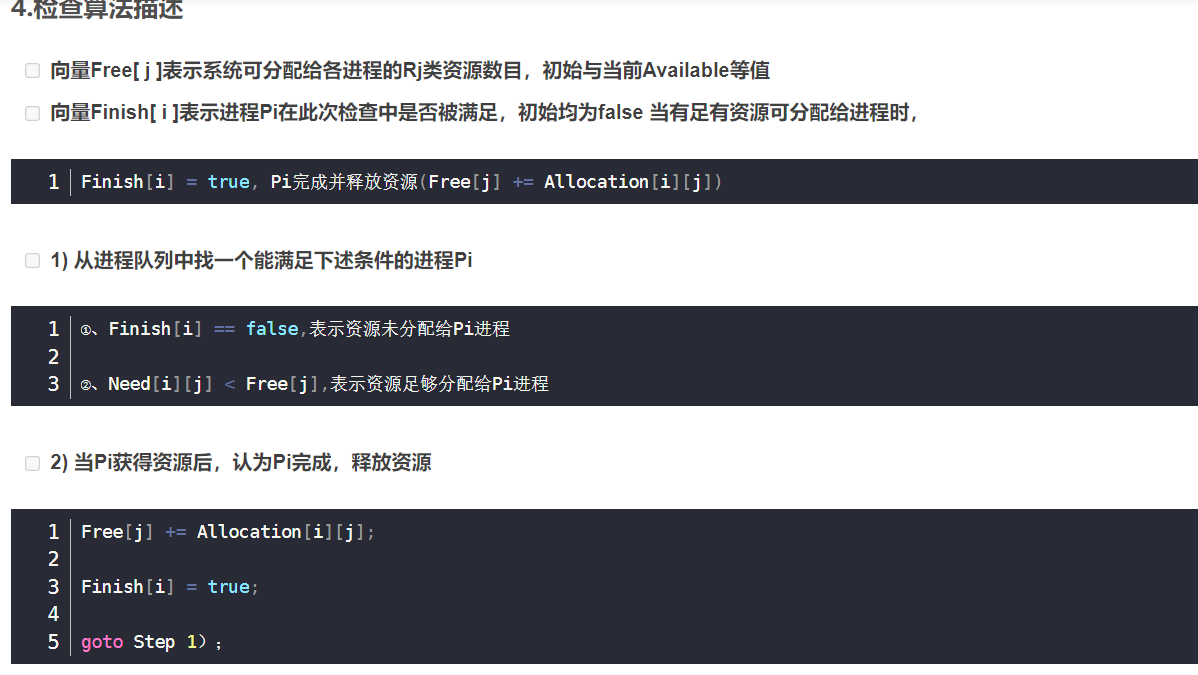 4.检查算法描述
向量Free[ j ]表示系统可分配给各进程的Rj类资源数目，初始与当前Available等值
向量Finish[ i ]表示进程Pi在此次检查中是否被满足，初始均为false 当有足有资源可分配给进程时，
1 Finish[i] = true, Pi完成并释放资源(Free[j] += Allocation[i][j])
1) 从进程队列中找一个能满足下述条件的进程Pi
1 ①、Finish[i] == false,表示资源未分配给Pi进程
2
3 ②、Need[i][j] < Free[j],表示资源足够分配给Pi进程
2) 当Pi获得资源后，认为Pi完成，释放资源
1 Free[j] += Allocation[i][j];
2
3 Finish[i] = true;
4
5 goto Step 1）;